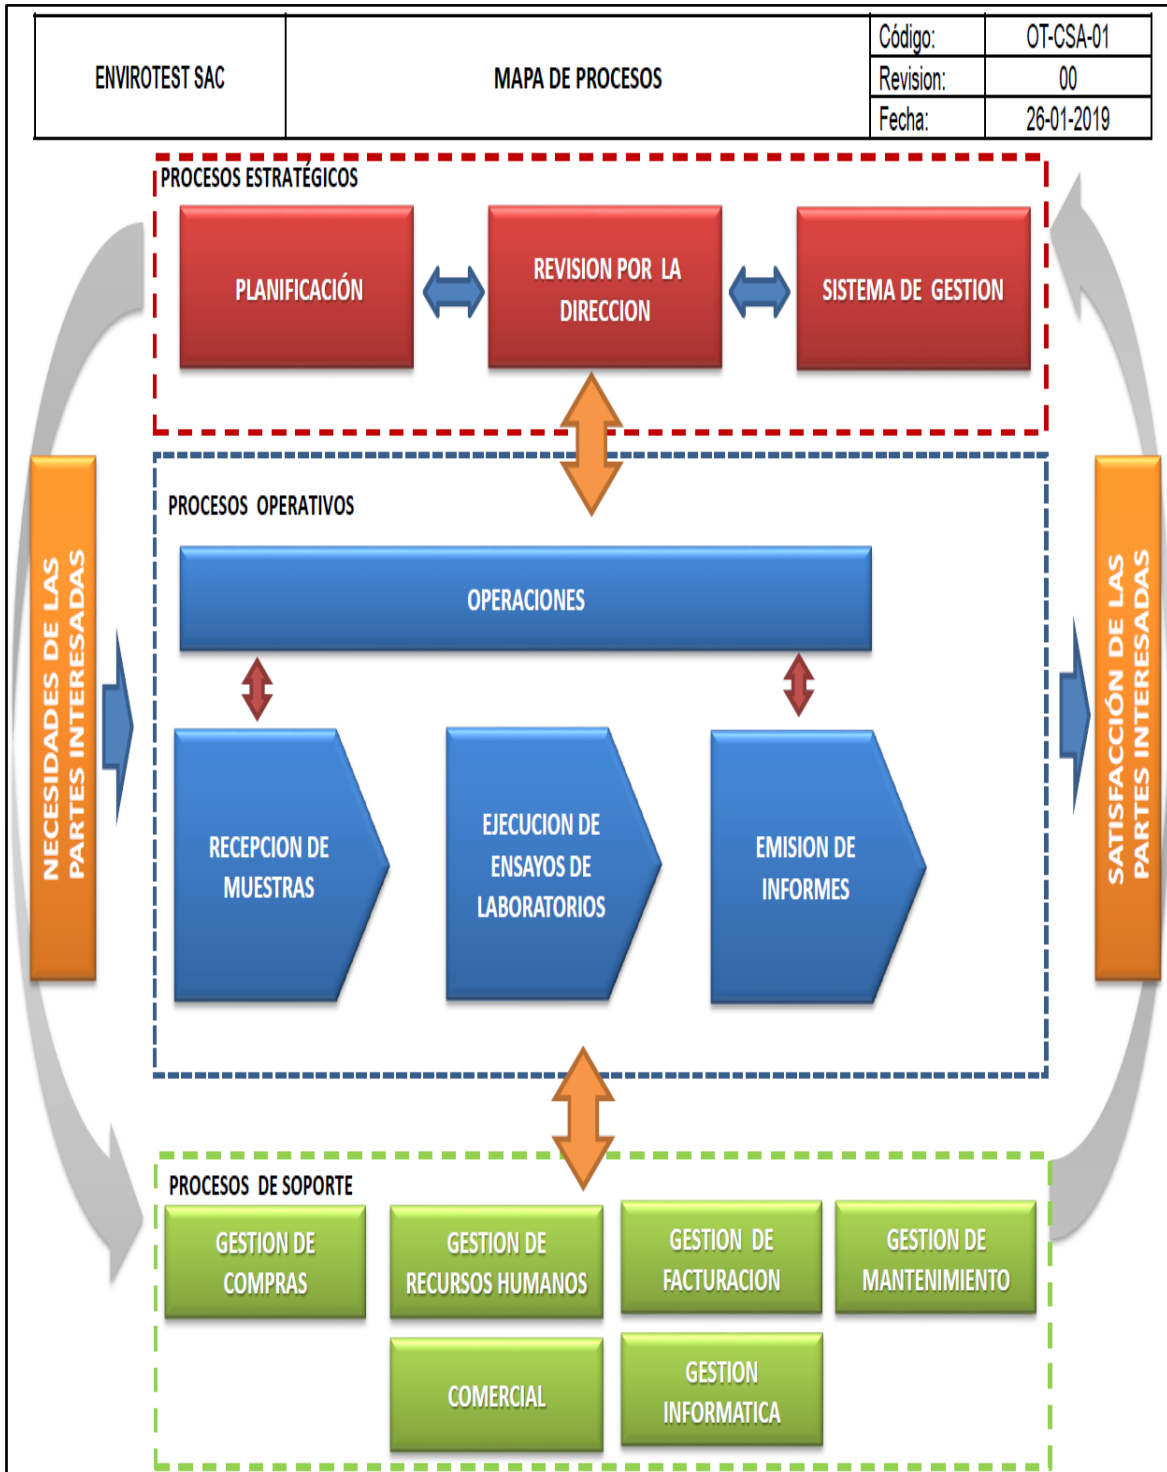 ENVIROTEST SAC
MAPA DE PROCESOS
Código: OT-CSA-01
Revision: 00
Fecha: 26-01-2019
PROCESOS ESTRATÉGICOS
PLANIFICACIÓN
REVISION POR LA
DIRECCION
SISTEMA DE GESTION
NECESIDADES DE LAS
PARTES INTERESADAS
PROCESOS OPERATIVOS
OPERACIONES
RECEPCION DE
MUESTRAS
EJECUCION DE
ENSAYOS DE
LABORATORIOS
EMISION DE
INFORMES
SATISFACCIÓN DE LAS
PARTES INTERESADAS
PROCESOS DE SOPORTE
GESTION DE
COMPRAS
GESTION DE
RECURSOS HUMANOS
GESTION DE
FACTURACION
GESTION DE
MANTENIMIENTO
COMERCIAL
GESTION
INFORMATICA